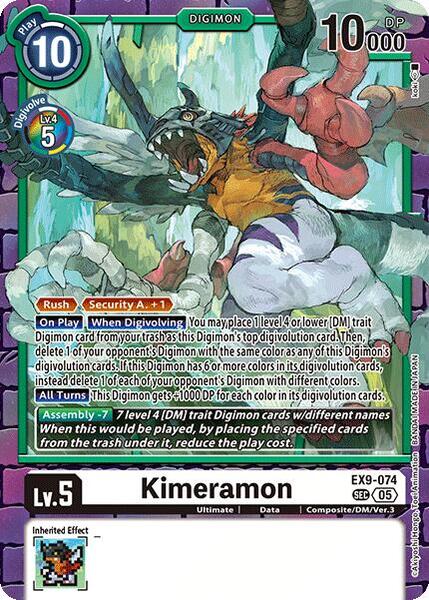 DIGIMON
Play
10
10000 DP
Digivolve
Lv.4
5
koki
Rush Security A. +1
On Play When Digivolving You may place 1 level 4 or lower [DM] trait
Digimon card from your trash as this Digimon's top digivolution card. Then,
delete 1 of your opponent's Digimon with the same color as any of this Digimon's
digivolution cards. If this Digimon has 6 or more colors in its digivolution cards,
instead delete 1 of each of your opponent's Digimon with different colors.
All Turns This Digimon gets +1000 DP for each color in its digivolution cards.
Assembly -7 7 level 4 [DM] trait Digimon cards w/different names
When this would be played, by placing the specified cards
from the trash under it, reduce the play cost.
©Akiyoshi Hongo, Toei Animation BANDAI MADE IN JAPAN
Lv.5
Kimeramon
EX9-074
SEC 05
Ultimate | Data | Composite/DM/Ver.3
Inherited Effect
–